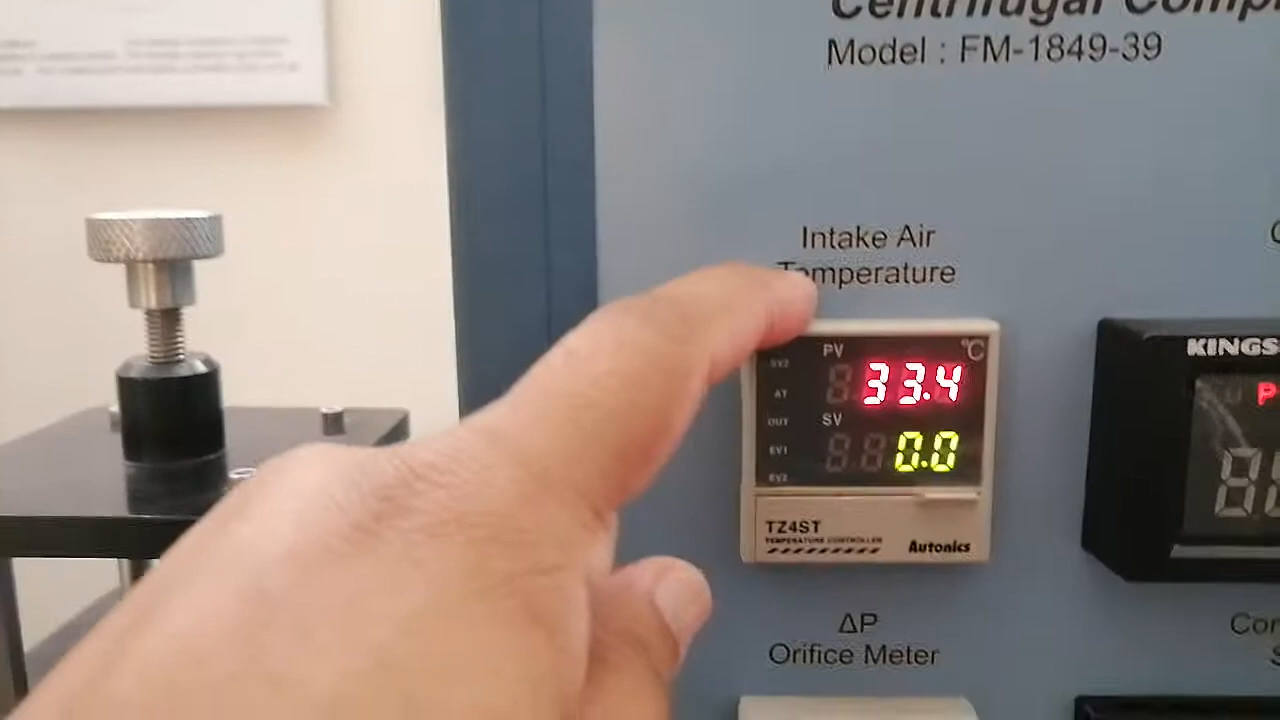 Centrifugal Comp
Model : FM-1849-39
Intake Air
Temperature
PV
°C
SV2
33.4
AT
OUT
SV
EV1
0.0
EV2
TZ4ST
TEMPERATURE CONTROLLER
Autonics
KINGS
P
ΔP
Orifice Meter
Con